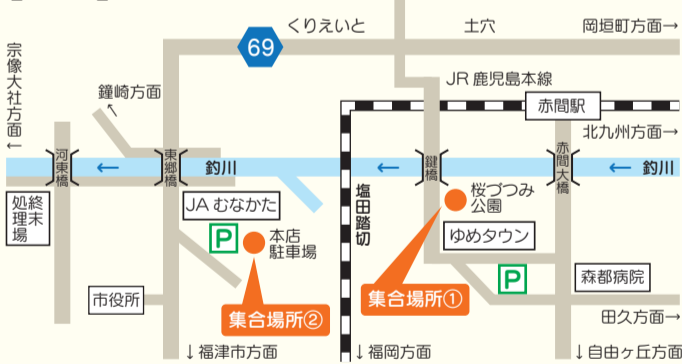 くりえいと
土穴
岡垣町方面→
69
宗像大社方面←
鐘崎方面
↑
JR鹿児島本線
赤間駅
北九州方面→
河東橋
←
東郷橋
釣川
←
鍵橋
赤間大橋
←
釣川
終末
処理場
JAむなかた
塩田踏切
桜づつみ
公園
P
本店
駐車場
ゆめタウン
P
森都病院
市役所
集合場所②
集合場所①
田久方面→
↓福津市方面
↓福岡方面
↓自由ヶ丘方面